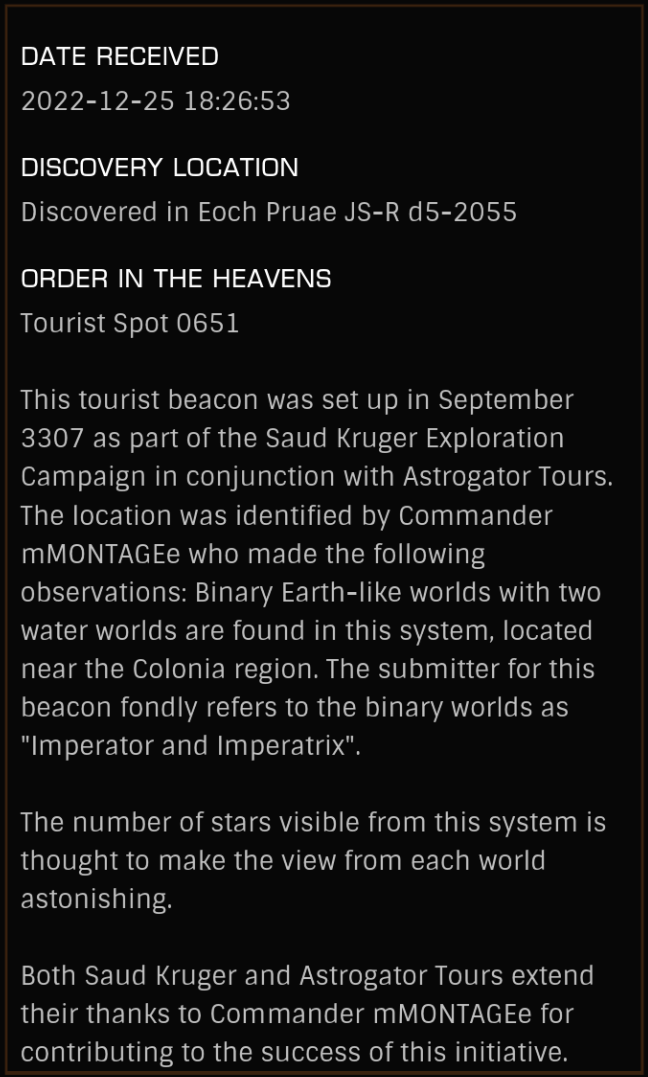 DATE RECEIVED
2022-12-25 18:26:53
DISCOVERY LOCATION
Discovered in Eoch Pruae JS-R d5-2055
ORDER IN THE HEAVENS
Tourist Spot 0651
This tourist beacon was set up in September
3307 as part of the Saud Kruger Exploration
Campaign in conjunction with Astrogator Tours.
The location was identified by Commander
mMONTAGEe who made the following
observations: Binary Earth-like worlds with two
water worlds are found in this system, located
near the Colonia region. The submitter for this
beacon fondly refers to the binary worlds as
"Imperator and Imperatrix".
The number of stars visible from this system is
thought to make the view from each world
astonishing.
Both Saud Kruger and Astrogator Tours extend
their thanks to Commander mMONTAGEe for
contributing to the success of this initiative.